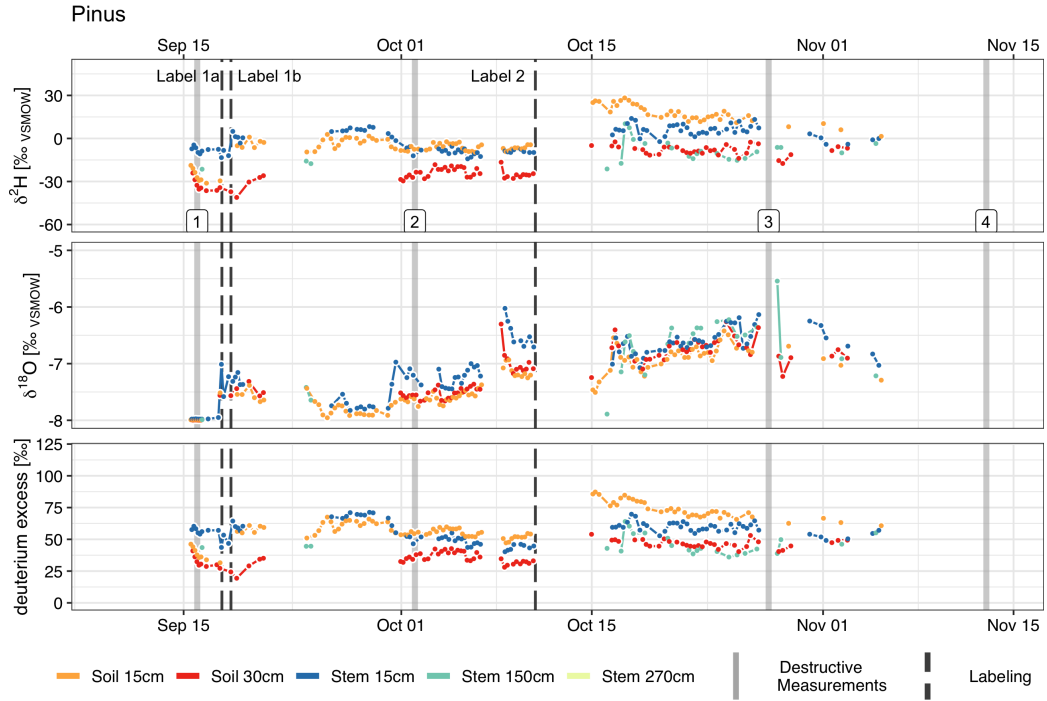 Pinus
Sep 15 Oct 01 Oct 15 Nov 01 Nov 15
Label 1a Label 1b Label 2
δ²H [‰ VSMOW]
30
0
-30
-60
1 2 3 4
δ¹⁸O [‰ VSMOW]
-5
-6
-7
-8
deuterium excess [‰]
125
100
75
50
25
0
Sep 15 Oct 01 Oct 15 Nov 01 Nov 15
Soil 15cm Soil 30cm Stem 15cm Stem 150cm Stem 270cm
Destructive
Measurements
Labeling